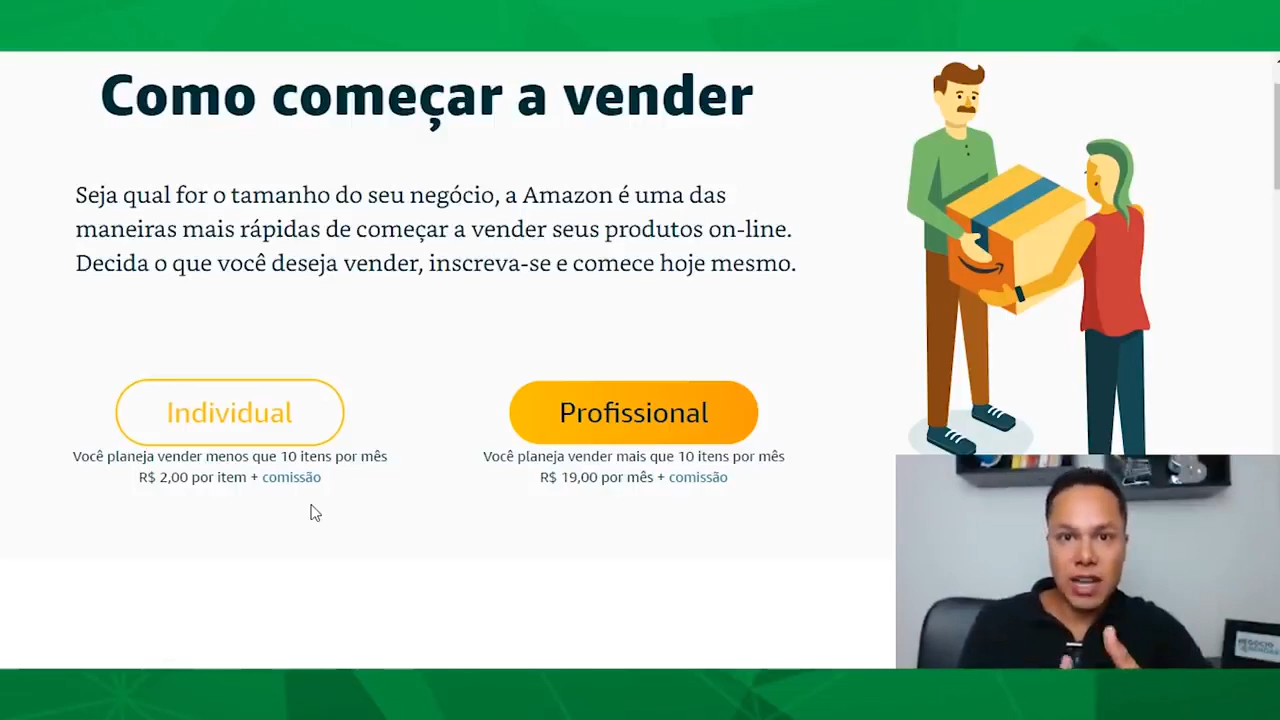 Como começar a vender
Seja qual for o tamanho do seu negócio, a Amazon é uma das
maneiras mais rápidas de começar a vender seus produtos on-line.
Decida o que você deseja vender, inscreva-se e comece hoje mesmo.
Individual
Você planeja vender menos que 10 itens por mês
R$ 2,00 por item + comissão
Profissional
Você planeja vender mais que 10 itens por mês
R$ 19,00 por mês + comissão
NEGÓCIO